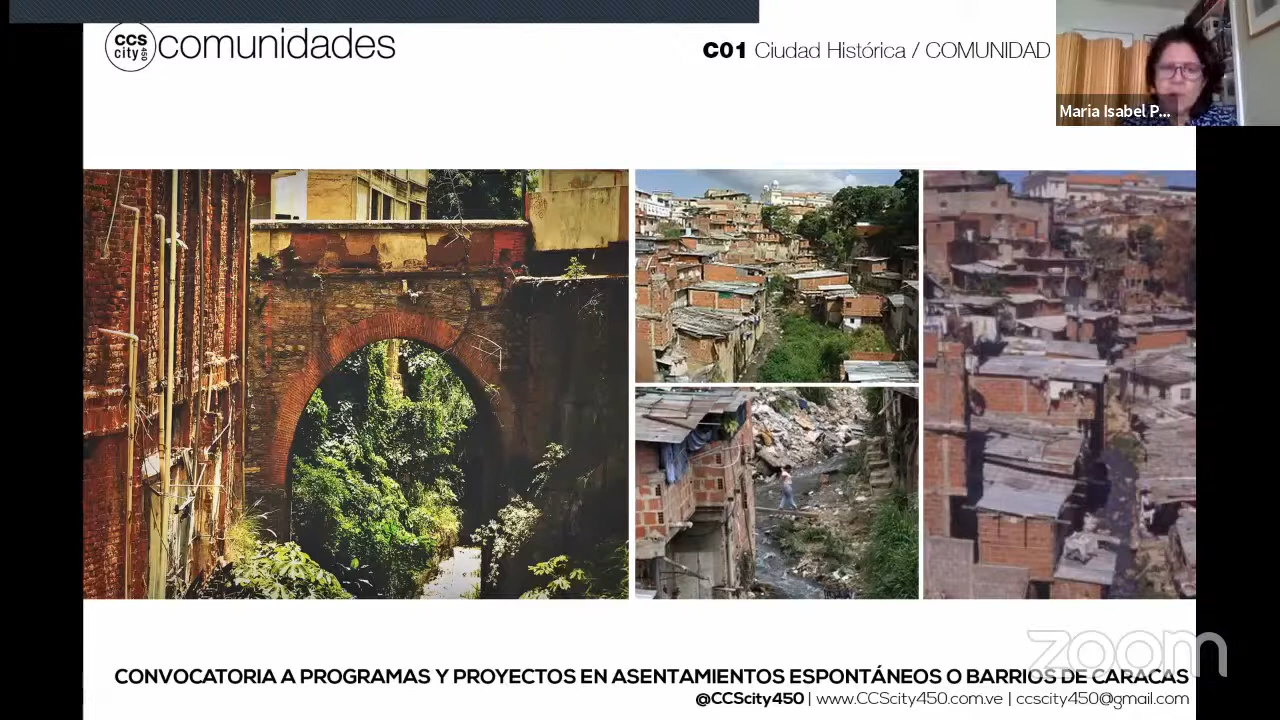 CCS
city 450
comunidades
C01 Ciudad Histórica / COMUNIDAD
Maria Isabel P...
zoom
CONVOCATORIA A PROGRAMAS Y PROYECTOS EN ASENTAMIENTOS ESPONTÁNEOS O BARRIOS DE CARACAS
@CCScity450 | www.CCScity450.com.ve | ccscity450@gmail.com